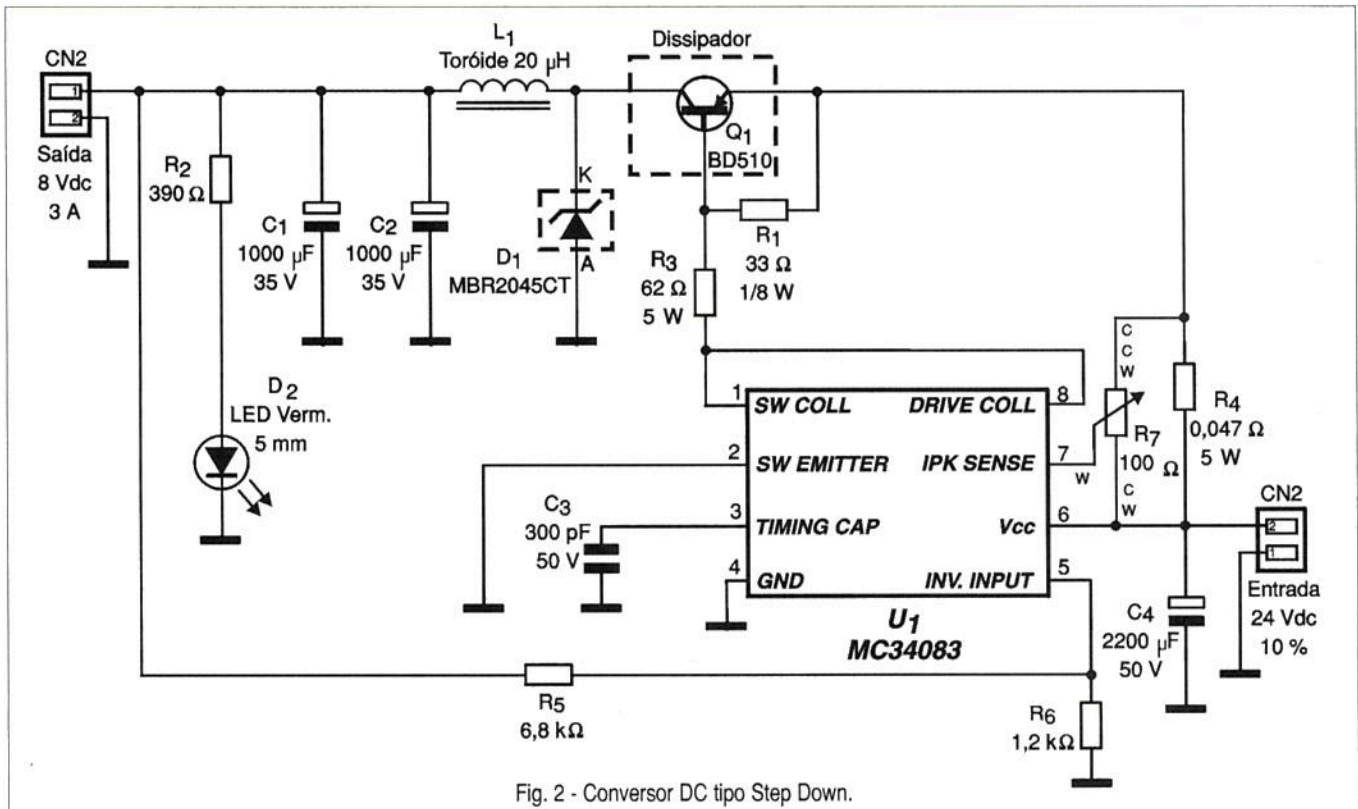 CN2
1
2
Saída
8 Vdc
3 A
R2
390 Ω
D2
LED Verm.
5 mm
C1
1000 µF
35 V
C2
1000 µF
35 V
L1
Toróide 20 µH
K
A
D1
MBR2045CT
Dissipador
Q1
BD510
R1
33 Ω
1/8 W
R3
62 Ω
5 W
1
SW COLL
2
SW EMITTER
3
TIMING CAP
4
GND
DRIVE COLL
8
IPK SENSE
7
Vcc
6
INV. INPUT
5
U1
MC34083
C3
300 pF
50 V
C
C
W
R7
100 Ω
W
C
W
R4
0,047 Ω
5 W
CN2
2
1
Entrada
24 Vdc
10 %
C4
2200 µF
50 V
R5
6,8 kΩ
R6
1,2 kΩ
Fig. 2 - Conversor DC tipo Step Down.